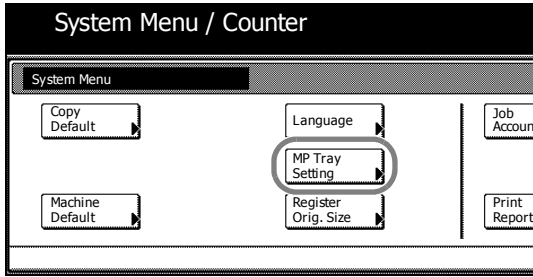 System Menu / Counter
System Menu
Copy
Default
Language
Job
Accoun
MP Tray
Setting
Machine
Default
Register
Orig. Size
Print
Report